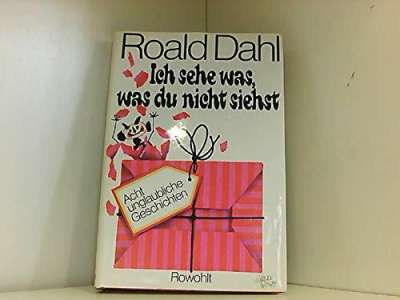 Roald Dahl
Ich sehe was,
was du nicht siehst
Acht
unglaubliche
Geschichten
Rowohlt